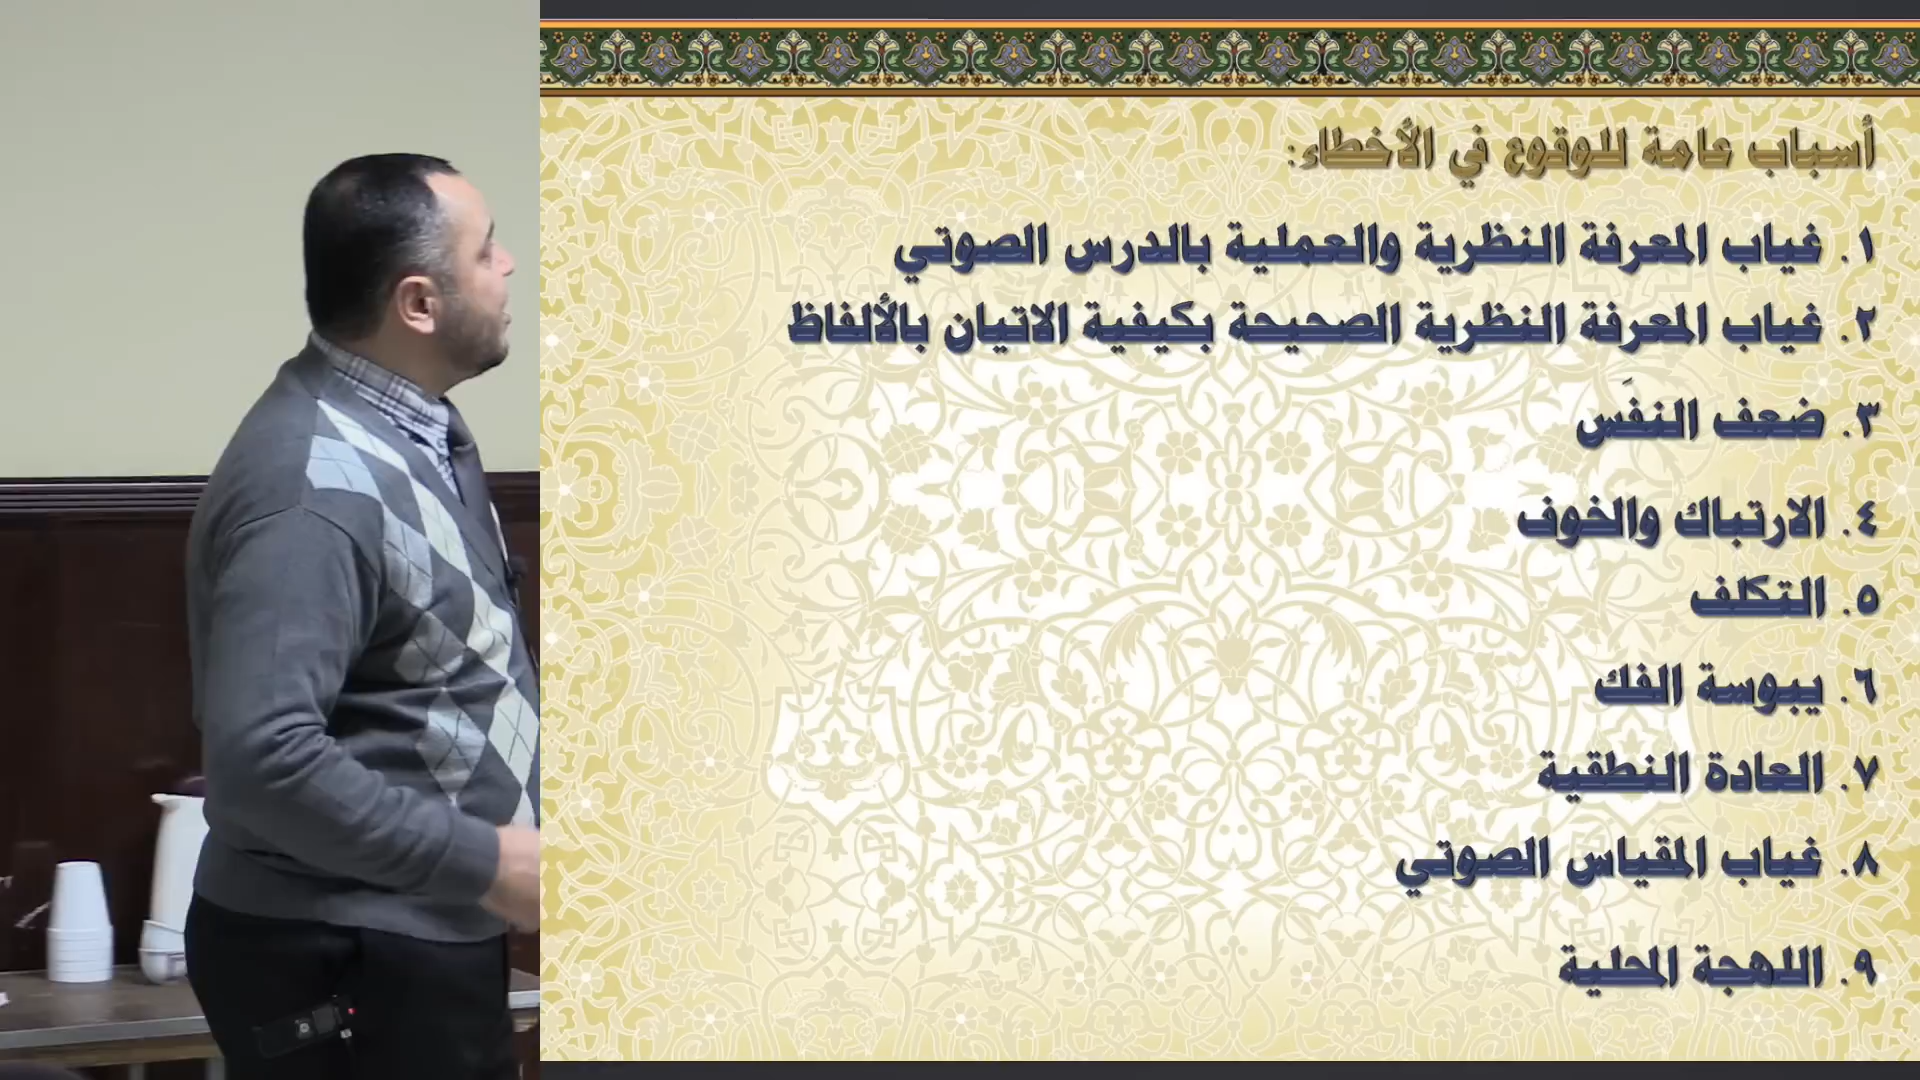 أسباب عامة للوقوع في الأخطاء:
١. غياب المعرفة النظرية والعملية بالدرس الصوتي
٢. غياب المعرفة النظرية الصحيحة بكيفية الاتيان بالألفاظ
٣. ضعف النفَس
٤. الارتباك والخوف
٥. التكلف
٦. يبوسة الفك
٧. العادة النطقية
٨. غياب المقياس الصوتي
٩. اللهجة المحلية